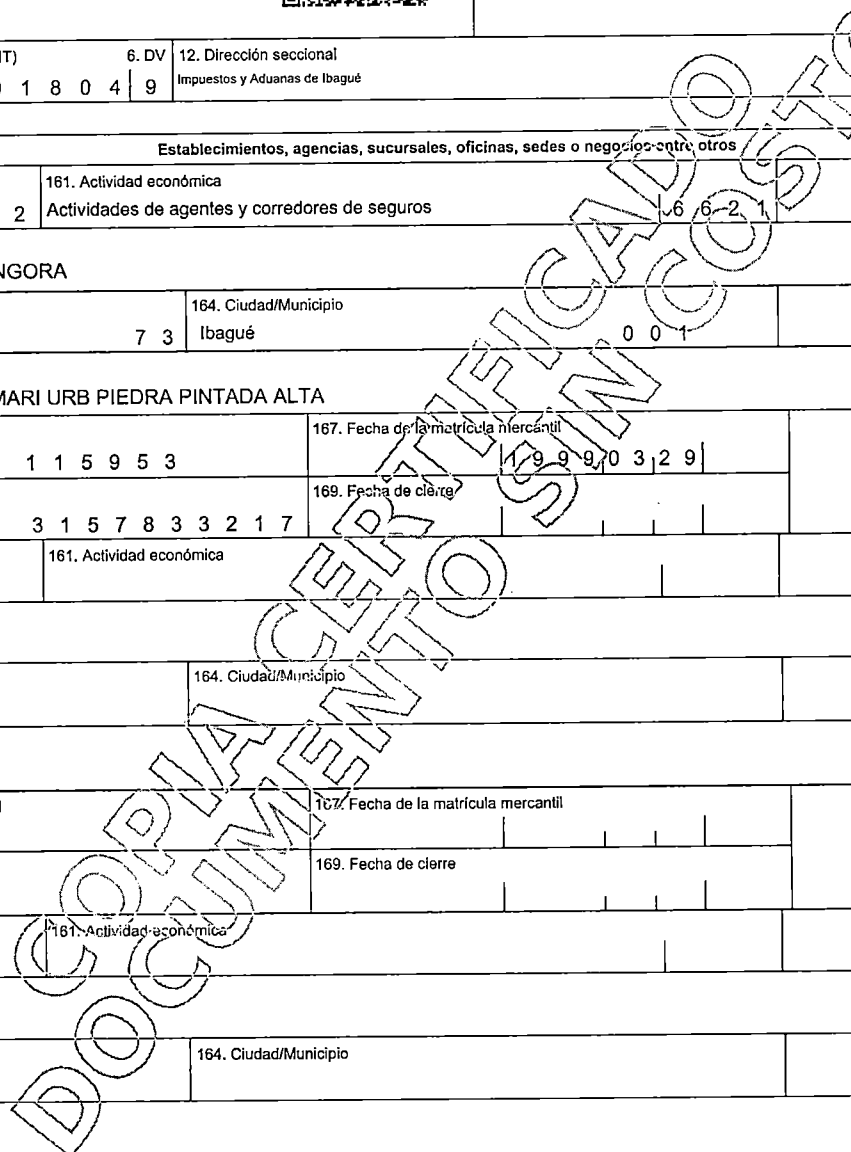 6. DV 12. Dirección seccional
1 8 0 4 9 Impuestos y Aduanas de Ibagué
Establecimientos, agencias, sucursales, oficinas, sedes o negocios entre otros
161. Actividad económica
2 Actividades de agentes y corredores de seguros 6 6 2 1
NGORA
164. Ciudad/Municipio
7 3 Ibagué 0 0 1
MARI URB PIEDRA PINTADA ALTA
167. Fecha de la matrícula mercantil
1 1 5 9 5 3 1 9 9 9 0 3 2 9
169. Fecha de cierre
3 1 5 7 8 3 3 2 1 7
161. Actividad económica
164. Ciudad/Municipio
167. Fecha de la matrícula mercantil
169. Fecha de cierre
161. Actividad económica
164. Ciudad/Municipio
COPIA CERTIFICADO
DOCUMENTO SIN COSTO